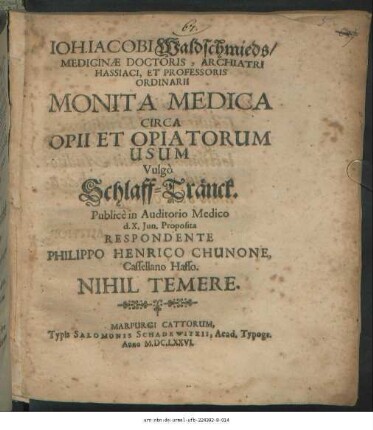 67.
IOH. IACOBI Waldschmieds/
MEDICINÆ DOCTORIS, ARCHIATRI
HASSIACI, ET PROFESSORIS
ORDINARII
MONITA MEDICA
CIRCA
OPII ET OPIATORUM
USUM
Vulgò
Schlaff-Tränck.
Publicè in Auditorio Medico
d. X. Jun. Proposita
RESPONDENTE
PHILIPPO HENRICO CHUNONE,
Cassellano Hasso.
NIHIL TEMERE.
MARPURGI CATTORUM,
Typis SALOMONIS SCHADEWITZII, Acad. Typogr.
Anno M.DC.LXXVI.